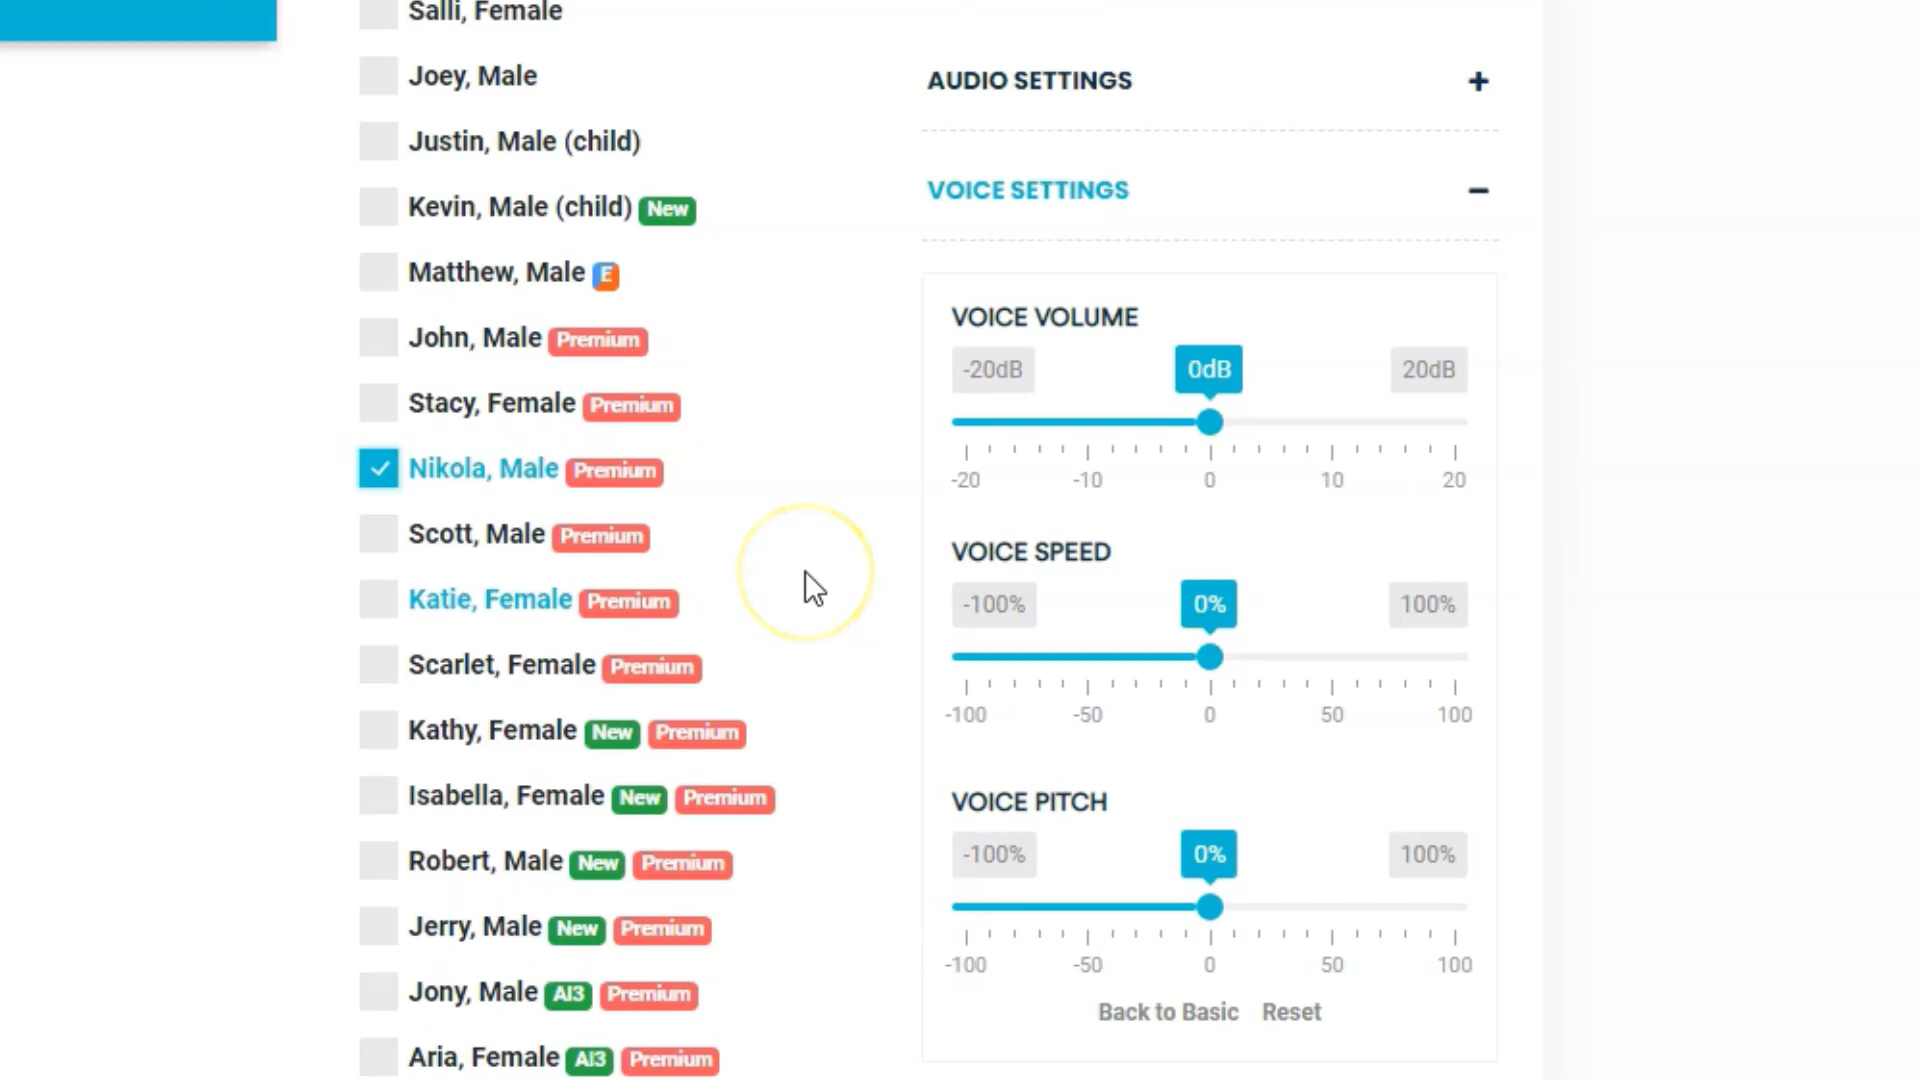 Salli, Female
Joey, Male
Justin, Male (child)
Kevin, Male (child) New
Matthew, Male E
John, Male Premium
Stacy, Female Premium
Nikola, Male Premium
Scott, Male Premium
Katie, Female Premium
Scarlet, Female Premium
Kathy, Female New Premium
Isabella, Female New Premium
Robert, Male New Premium
Jerry, Male New Premium
Jony, Male AI3 Premium
Aria, Female AI3 Premium
AUDIO SETTINGS +
VOICE SETTINGS −
VOICE VOLUME
-20dB 0dB 20dB
-20 -10 0 10 20
VOICE SPEED
-100% 0% 100%
-100 -50 0 50 100
VOICE PITCH
-100% 0% 100%
-100 -50 0 50 100
Back to Basic Reset